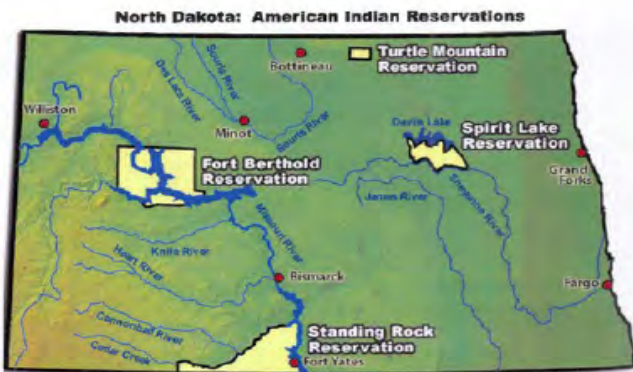 North Dakota: American Indian Reservations
Turtle Mountain
Reservation
Bottineau
Souris River
Des Lacs River
Williston
Minot
Souris River
Devils Lake
Spirit Lake
Reservation
Grand
Forks
Fort Berthold
Reservation
Sheyenne River
James River
Missouri River
Knife River
Heart River
Bismarck
Fargo
Cannonball River
Standing Rock
Reservation
Cedar Creek
Fort Yates